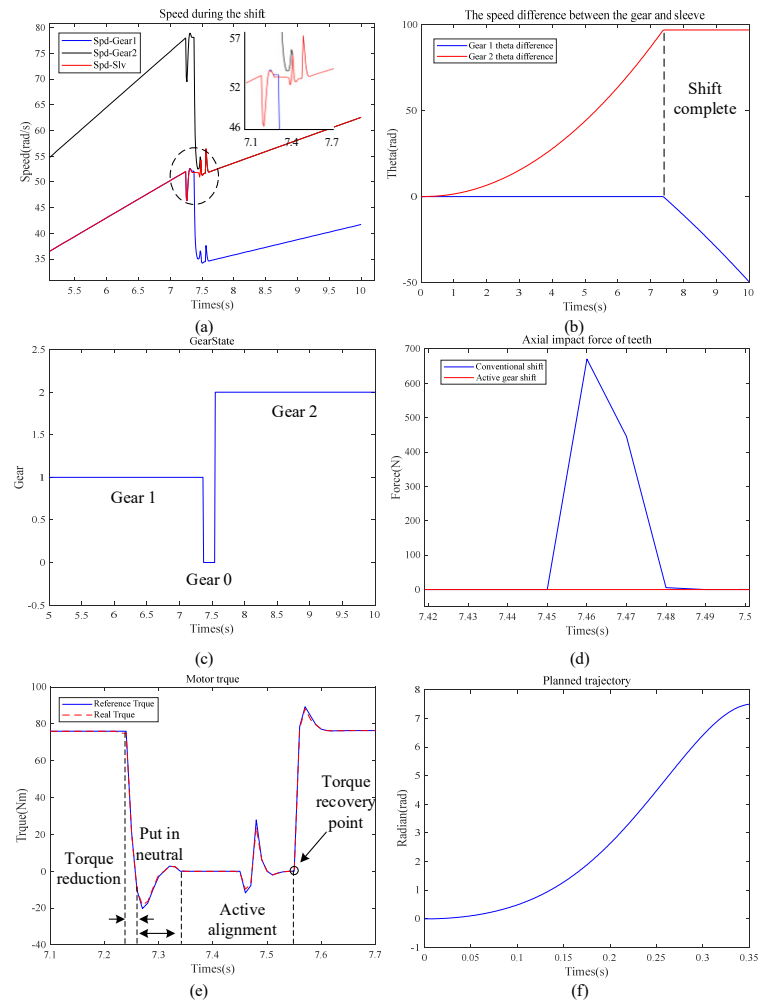 Speed during the shift
80
75
70
65
60
55
50
45
40
35
Speed(rad/s)
Spd-Gear1
Spd-Gear2
Spd-Slv
57
52
46
7.1
7.4
7.7
5.5
6
6.5
7
7.5
8
8.5
9
9.5
10
Times(s)
(a)
The speed difference between the gear and sleeve
100
50
0
-50
Theta(rad)
Gear 1 theta difference
Gear 2 theta difference
Shift
complete
0
1
2
3
4
5
6
7
8
9
10
Times(s)
(b)
GearState
2.5
2
1.5
1
0.5
0
-0.5
Gear
Gear 1
Gear 2
Gear 0
5
5.5
6
6.5
7
7.5
8
8.5
9
9.5
10
Times(s)
(c)
Axial impact force of teeth
700
600
500
400
300
200
100
0
Force(N)
Conventional shift
Active gear shift
7.42
7.43
7.44
7.45
7.46
7.47
7.48
7.49
7.5
Times(s)
(d)
Motor trque
100
80
60
40
20
0
-20
-40
Trque(Nm)
Reference Trque
Real Trque
Torque
reduction
Put in
neutral
Active
alignment
Torque
recovery
point
7.1
7.2
7.3
7.4
7.5
7.6
7.7
Times(s)
(e)
Planned trajectory
8
7
6
5
4
3
2
1
0
-1
Radian(rad)
0
0.05
0.1
0.15
0.2
0.25
0.3
0.35
Times(s)
(f)